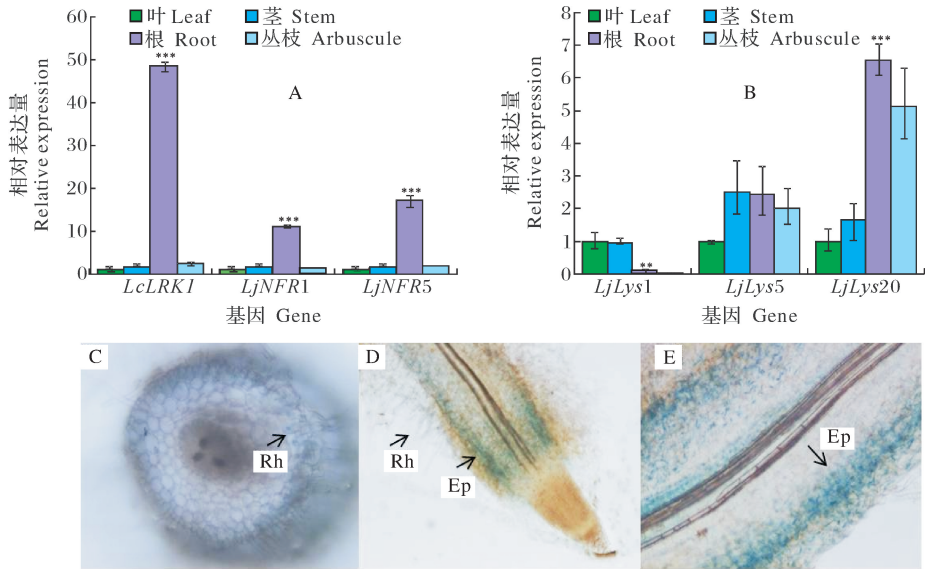 叶 Leaf 茎 Stem
根 Root 丛枝 Arbuscule
60
50
40
30
20
10
0
相对表达量
Relative expression
A
***
***
***
LcLRK1 LjNFR1 LjNFR5
基因 Gene
叶 Leaf 茎 Stem
根 Root 丛枝 Arbuscule
8
7
6
5
4
3
2
1
0
相对表达量
Relative expression
B
**
***
LjLys1 LjLys5 LjLys20
基因 Gene
C
Rh
D
Rh
Ep
E
Ep